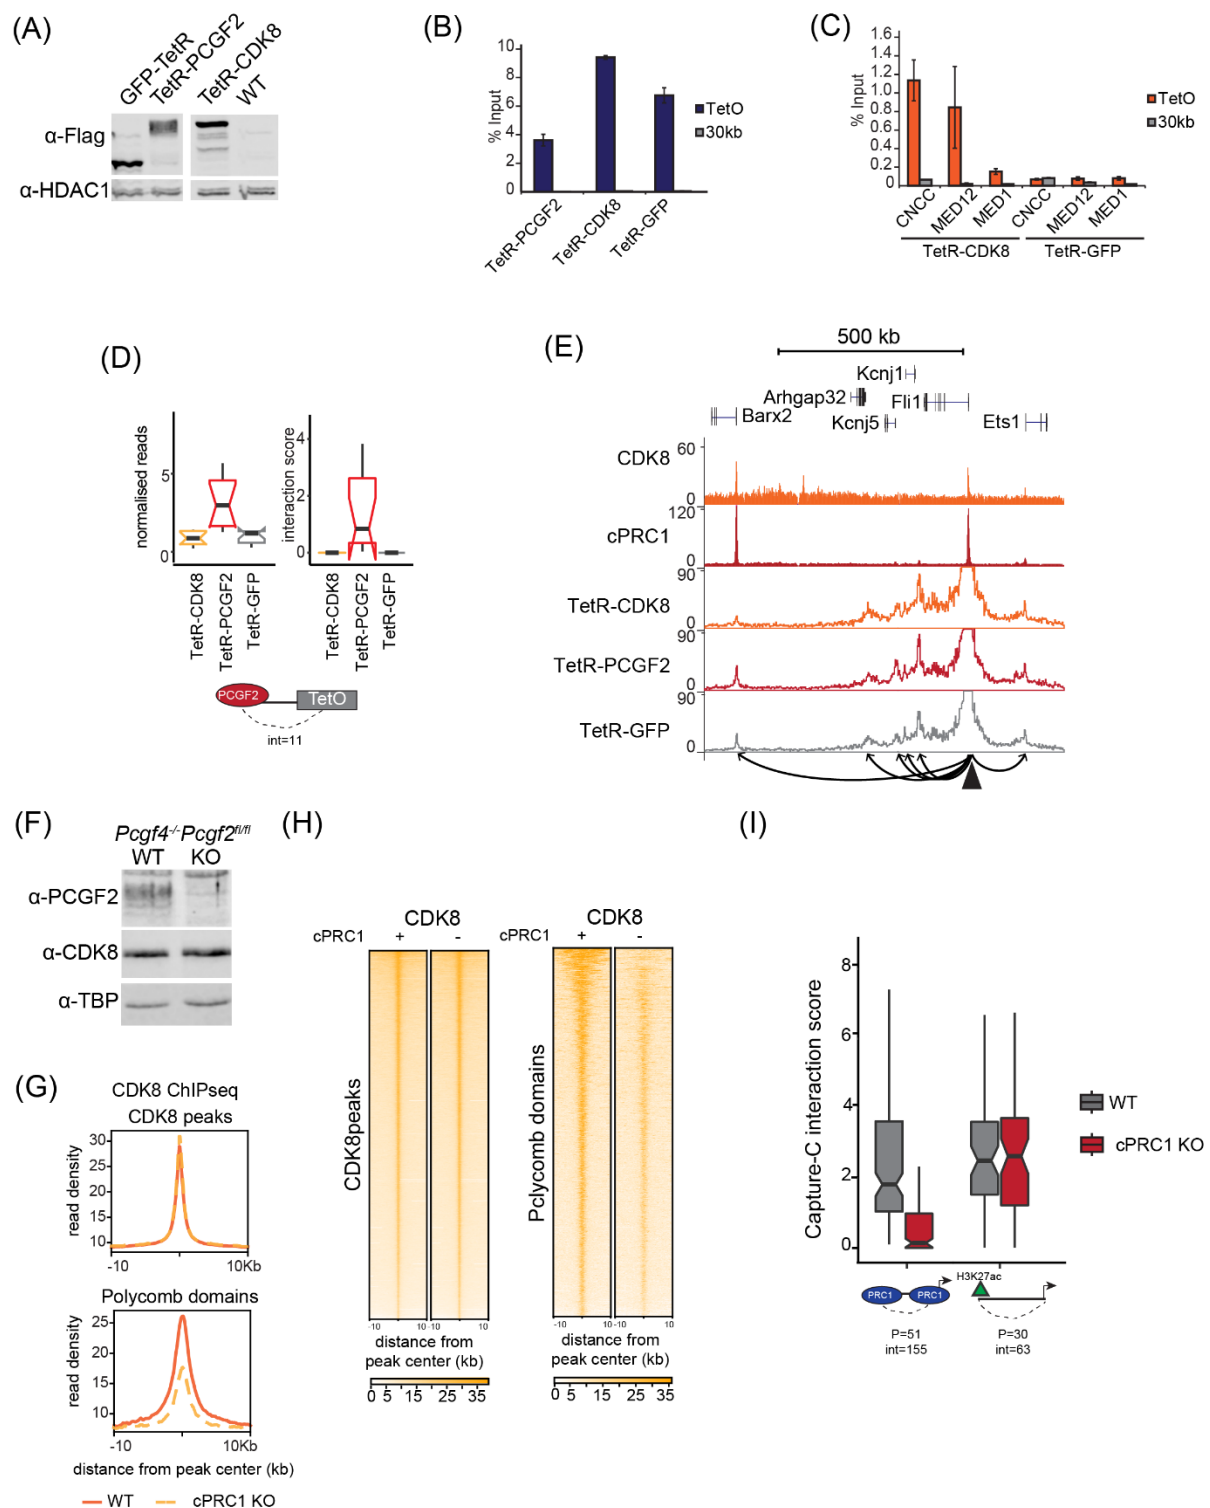 (A)
GFP-TetR
TetR-PCGF2
TetR-CDK8
WT
α-Flag
α-HDAC1
(B)
% Input
10
8
6
4
2
0
TetO
30kb
TetR-PCGF2
TetR-CDK8
TetR-GFP
(C)
% Input
1.6
1.2
1.0
0.8
0.6
0.4
0.2
0
TetO
30kb
CNCC
MED12
MED1
CNCC
MED12
MED1
TetR-CDK8
TetR-GFP
(D)
normalised reads
5
0
TetR-CDK8
TetR-PCGF2
TetR-GFP
interaction score
4
2
0
TetR-CDK8
TetR-PCGF2
TetR-GFP
PCGF2
TetO
int=11
(E)
500 kb
Kcnj1
Arhgap32
Fli1
Barx2
Kcnj5
Ets1
CDK8
60
0
cPRC1
120
0
TetR-CDK8
90
0
TetR-PCGF2
90
0
TetR-GFP
90
0
(F)
Pcgf4-/-Pcgf2fl/fl
WT KO
α-PCGF2
α-CDK8
α-TBP
(G)
CDK8 ChIPseq
CDK8 peaks
read density
30
25
20
15
10
-10 10Kb
Polycomb domains
read density
25
20
15
10
-10 10Kb
distance from peak center (kb)
WT cPRC1 KO
(H)
CDK8
cPRC1 + -
CDK8peaks
-10 10-10 10
distance from
peak center (kb)
0 5 15 25 35
CDK8
cPRC1 + -
Pclycomb domains
-10 10-10 10
distance from
peak center (kb)
0 5 15 25 35
(I)
Capture-C interaction score
8
6
4
2
0
WT
cPRC1 KO
PRC1 PRC1
H3K27ac
P=51
int=155
P=30
int=63